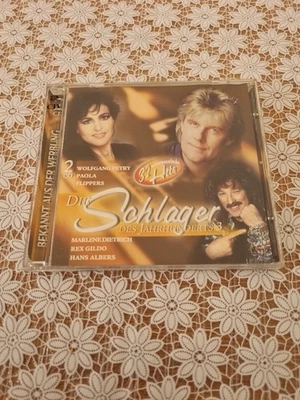 BEKANNT AUS DER WERBUNG
2
CD
WOLFGANG PETRY
PAOLA
FLIPPERS
Die
Schlager
DES JAHRHUNDERTS 3
MARLENE DIETRICH
REX GILDO
HANS ALBERS